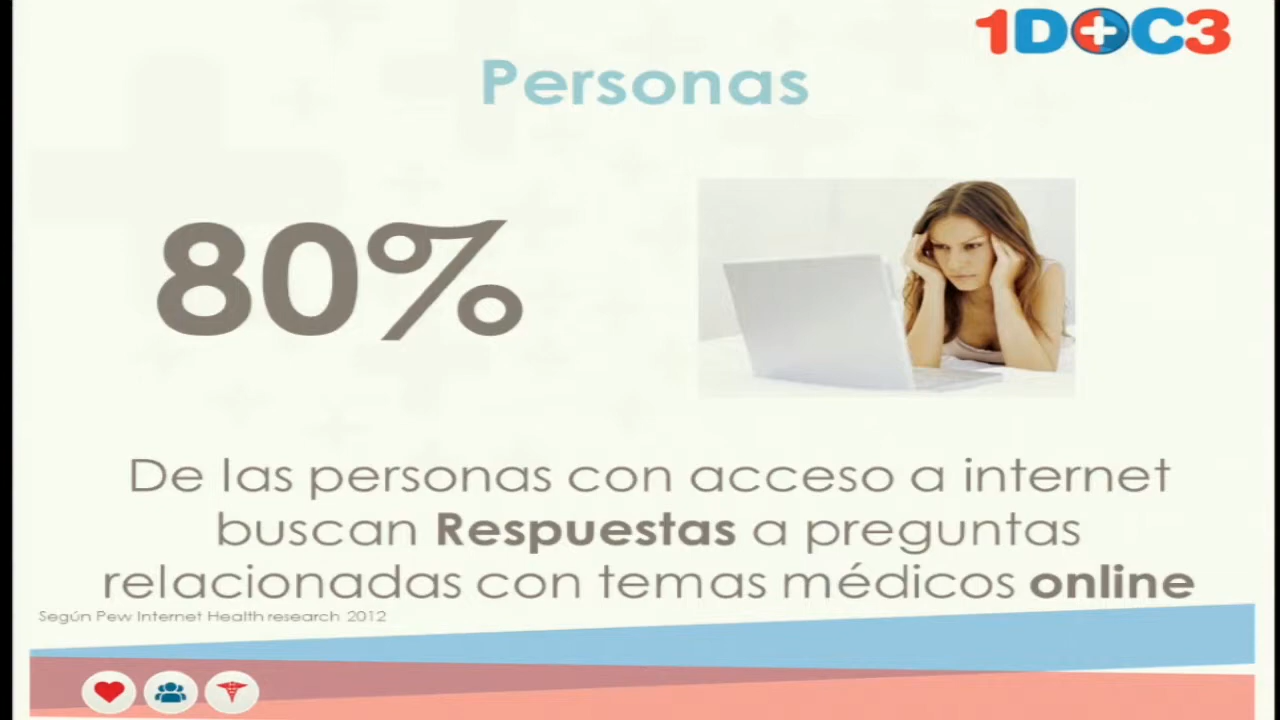 1DOC3
Personas
80%
De las personas con acceso a internet
buscan Respuestas a preguntas
relacionadas con temas médicos online
Según Pew Internet Health research 2012